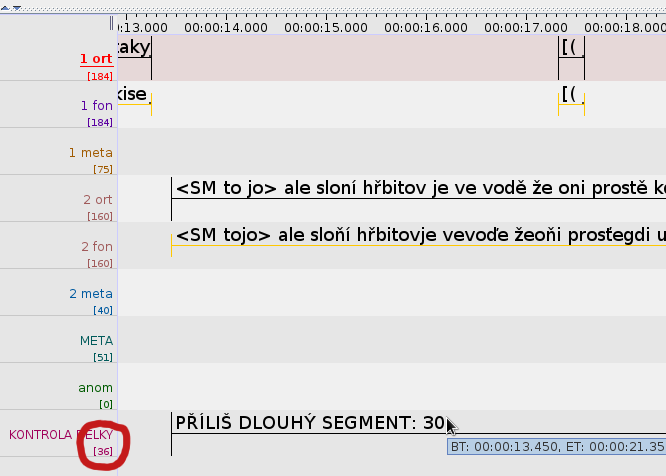 :00:13.000 00:00:14.000 00:00:15.000 00:00:16.000 00:00:17.000 00:00:18.000
1 ort taky [(
[184]
1 fon kise [(
[184]
1 meta
[75]
2 ort <SM to jo> ale sloní hřbitov je ve vodě že oni prostě k
[160]
2 fon <SM tojo> ale sloňí hřbitovje vevoďe žeoňi prosťegdi u
[160]
2 meta
[40]
META
[51]
anom
[0]
KONTROLA DÉLKY PŘÍLIŠ DLOUHÝ SEGMENT: 30
[36] BT: 00:00:13.450, ET: 00:00:21.35